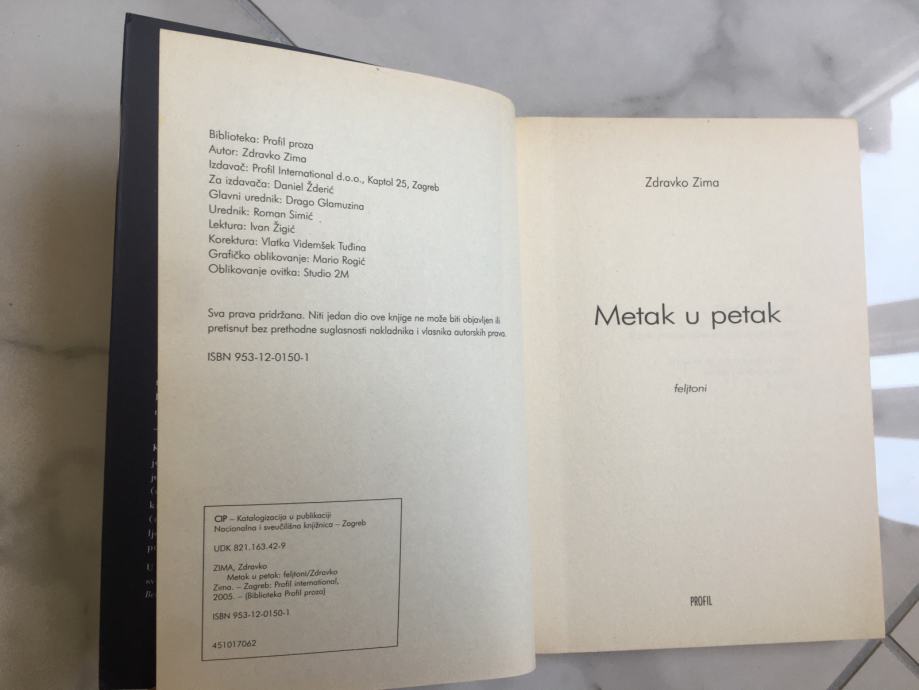 Biblioteka: Profil proza
Autor: Zdravko Zima
Izdavač: Profil International d.o.o., Kaptol 25, Zagreb
Za izdavača: Daniel Žderić
Glavni urednik: Drago Glamuzina
Urednik: Roman Simić
Lektura: Ivan Žigić
Korektura: Vlatka Videmšek Tuđina
Grafičko oblikovanje: Mario Rogić
Oblikovanje ovitka: Studio 2M
Sva prava pridržana. Niti jedan dio ove knjige ne može biti objavljen ili
pretisnut bez prethodne suglasnosti nakladnika i vlasnika autorskih prava.
ISBN 953-12-0150-1
CIP – Katalogizacija u publikaciji
Nacionalna i sveučilišna knjižnica – Zagreb
UDK 821.163.42-9
ZIMA, Zdravko
Metak u petak: feljtoni/Zdravko
Zima. – Zagreb: Profil international,
2005. – (Biblioteka Profil proza)
ISBN 953-12-0150-1
451017062
Zdravko Zima
Metak u petak
feljtoni
PROFIL